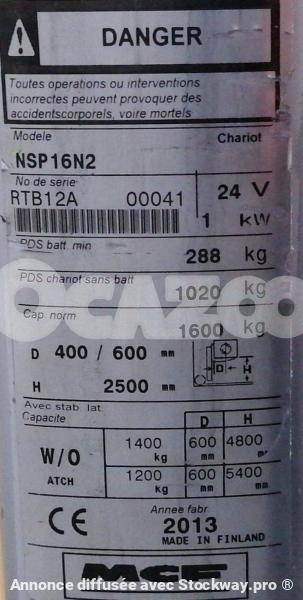 DANGER
Toutes operations ou interventions
incorrectes peuvent provoquer des
accidentscorporels, voire mortels
Modele Chariot
NSP16N2
No de serie
RTB12A 00041 24 V
1 kW
PDS batt. min
288 kg
PDS chariot sans batt
1020 kg
OCAZOO
Cap. norm
1600 kg
D 400 / 600 mm
H 2500 mm
D
H
Avec stab. lat.
Capacite D H
W/O
ATCH
1400 kg 600 mm 4800 mm
1200 kg 600 mm 5400 mm
CE
Annee fabr
2013
MADE IN FINLAND
Annonce diffusée avec Stockway.pro ®